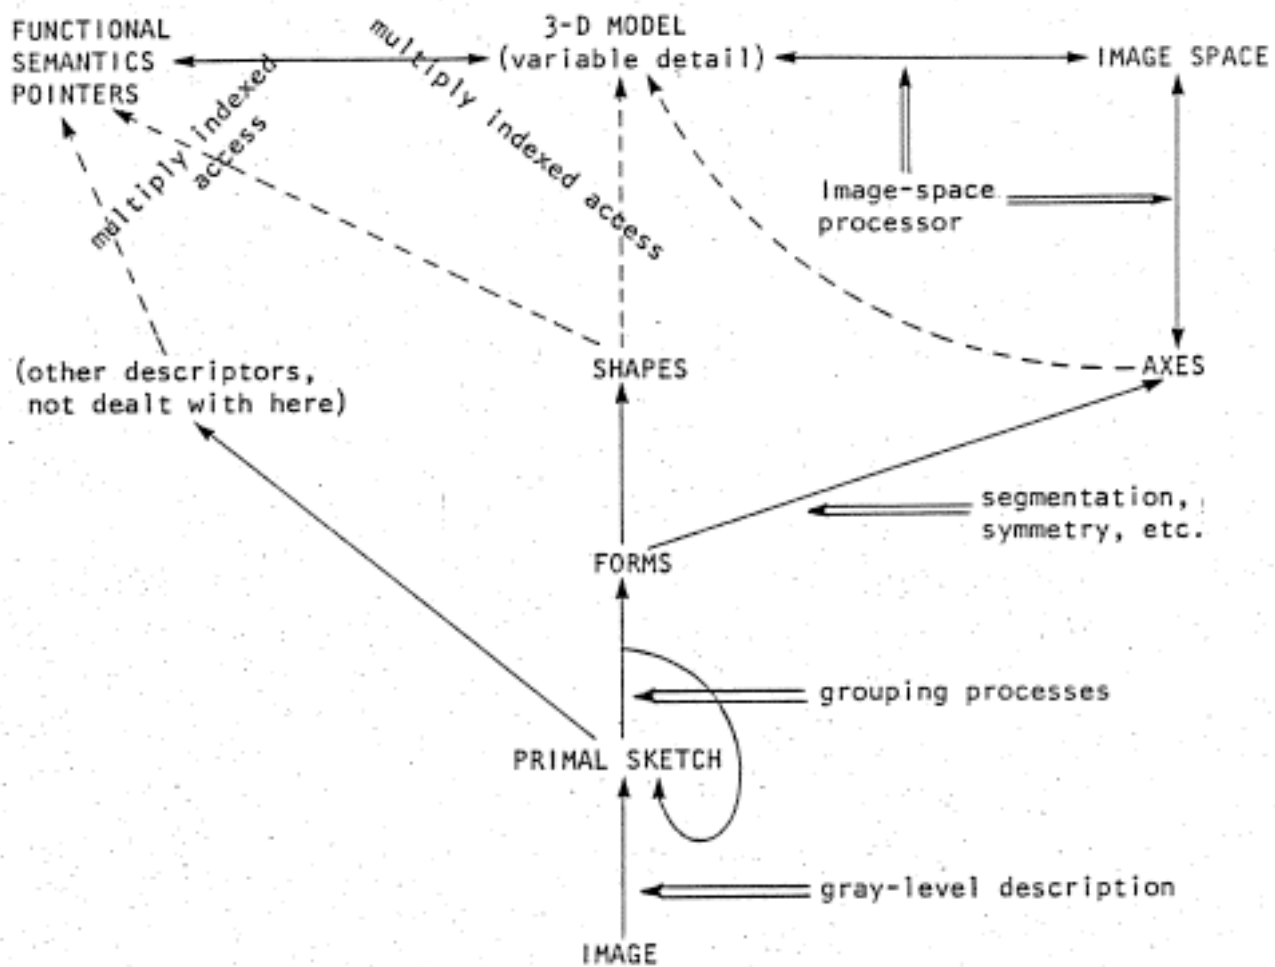 FUNCTIONAL
SEMANTICS
POINTERS
3-D MODEL
(variable detail)
IMAGE SPACE
multiply indexed
access
multiply indexed access
Image-space
processor
(other descriptors,
not dealt with here)
SHAPES
AXES
segmentation,
symmetry, etc.
FORMS
grouping processes
PRIMAL SKETCH
gray-level description
IMAGE